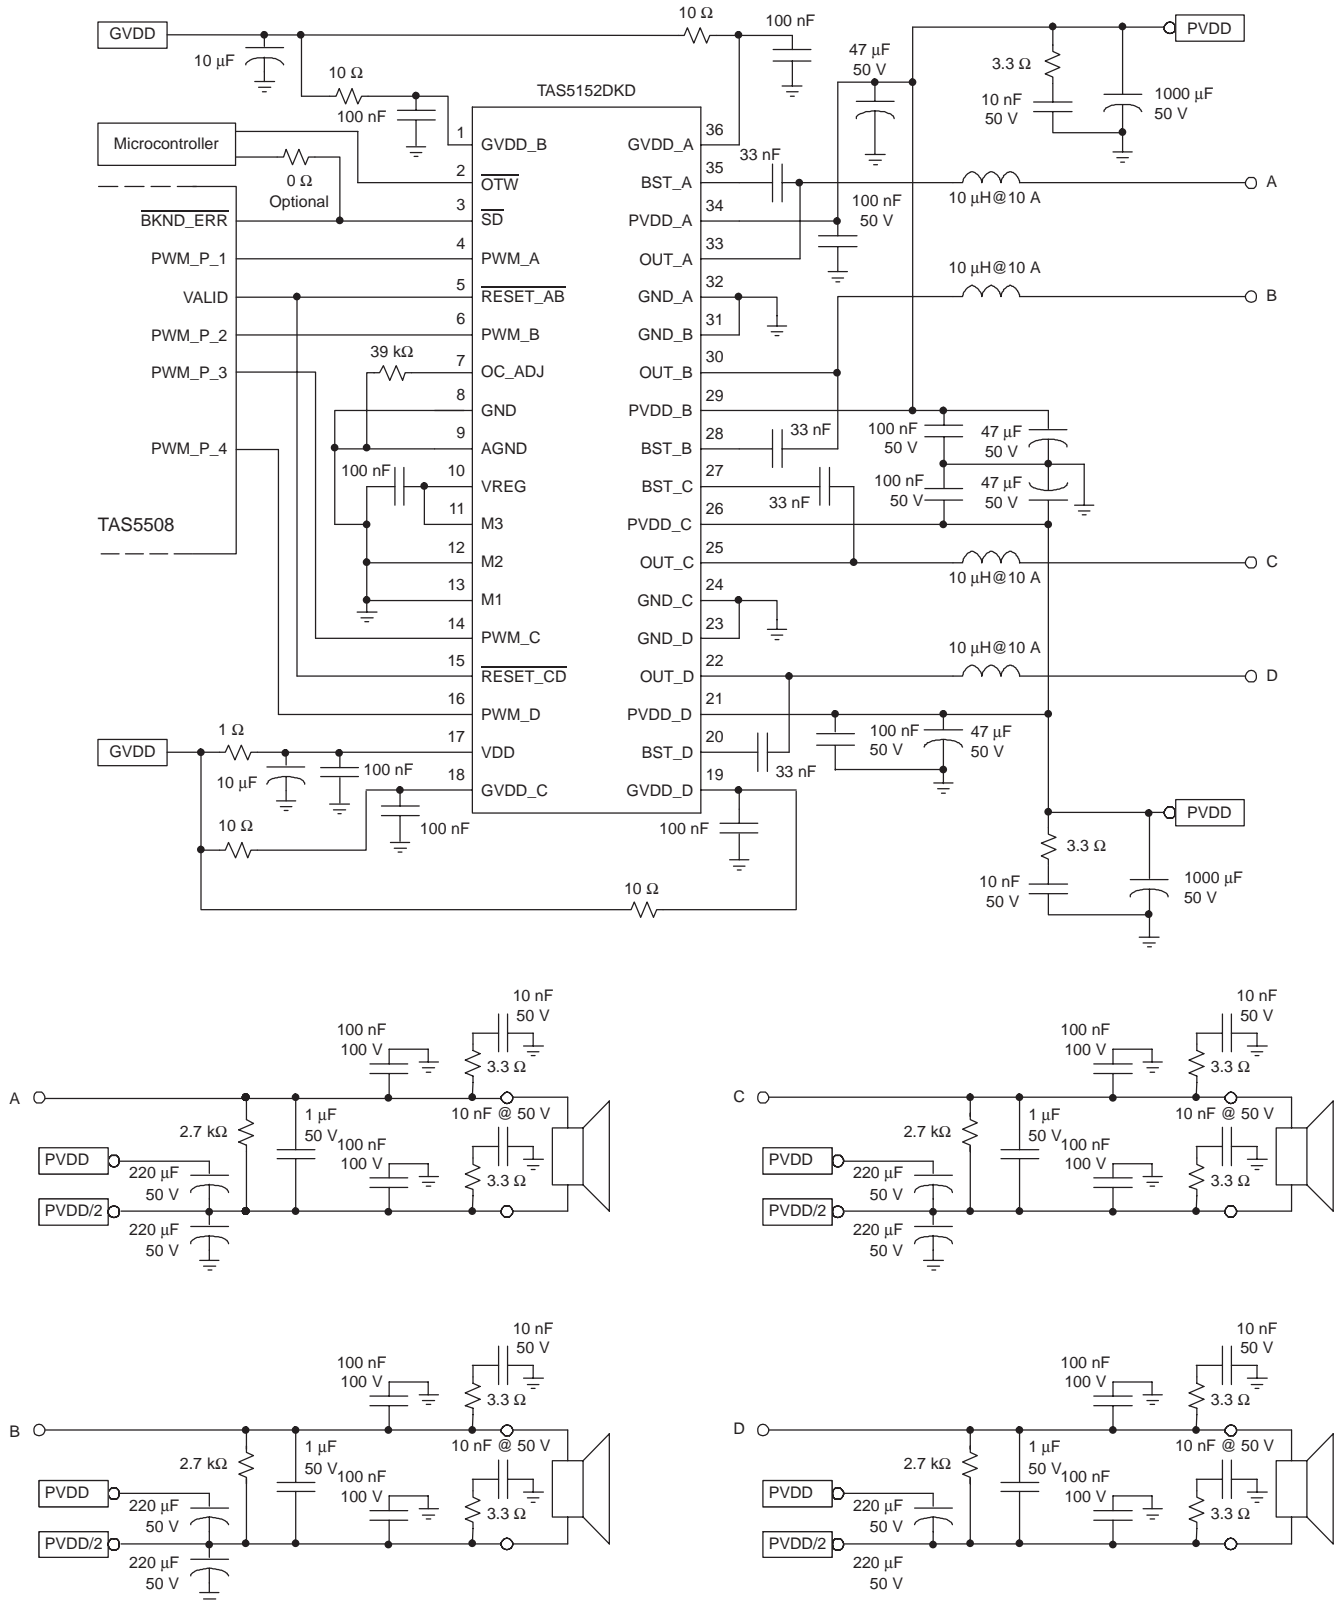 GVDD
10 Ω
100 nF
PVDD
10 µF
10 Ω
100 nF
47 µF
50 V
3.3 Ω
10 nF
50 V
1000 µF
50 V
TAS5152DKD
Microcontroller
0 Ω
Optional
1
GVDD_B
36
GVDD_A
33 nF
2
OTW
35
BST_A
10 µH@10 A
A
BKND_ERR
3
SD
34
PVDD_A
100 nF
50 V
PWM_P_1
4
PWM_A
33
OUT_A
10 µH@10 A
VALID
5
RESET_AB
32
GND_A
B
PWM_P_2
6
PWM_B
31
GND_B
PWM_P_3
39 kΩ
7
OC_ADJ
30
OUT_B
8
GND
29
PVDD_B
PWM_P_4
9
AGND
28
BST_B
33 nF
100 nF
50 V
47 µF
50 V
100 nF
10
VREG
27
BST_C
33 nF
100 nF
50 V
47 µF
50 V
TAS5508
11
M3
26
PVDD_C
12
M2
25
OUT_C
10 µH@10 A
C
13
M1
24
GND_C
14
PWM_C
23
GND_D
10 µH@10 A
15
RESET_CD
22
OUT_D
D
16
PWM_D
21
PVDD_D
GVDD
1 Ω
10 µF
100 nF
17
VDD
20
BST_D
33 nF
100 nF
50 V
47 µF
50 V
18
GVDD_C
19
GVDD_D
10 Ω
100 nF
100 nF
PVDD
3.3 Ω
10 Ω
10 nF
50 V
1000 µF
50 V
10 nF
50 V
100 nF
100 V
3.3 Ω
A
2.7 kΩ
1 µF
50 V
10 nF @ 50 V
100 nF
100 V
3.3 Ω
PVDD
220 µF
50 V
PVDD/2
220 µF
50 V
10 nF
50 V
100 nF
100 V
3.3 Ω
C
2.7 kΩ
1 µF
50 V
10 nF @ 50 V
100 nF
100 V
3.3 Ω
PVDD
220 µF
50 V
PVDD/2
220 µF
50 V
10 nF
50 V
100 nF
100 V
3.3 Ω
B
2.7 kΩ
1 µF
50 V
10 nF @ 50 V
100 nF
100 V
3.3 Ω
PVDD
220 µF
50 V
PVDD/2
220 µF
50 V
10 nF
50 V
100 nF
100 V
3.3 Ω
D
2.7 kΩ
1 µF
50 V
10 nF @ 50 V
100 nF
100 V
3.3 Ω
PVDD
220 µF
50 V
PVDD/2
220 µF
50 V